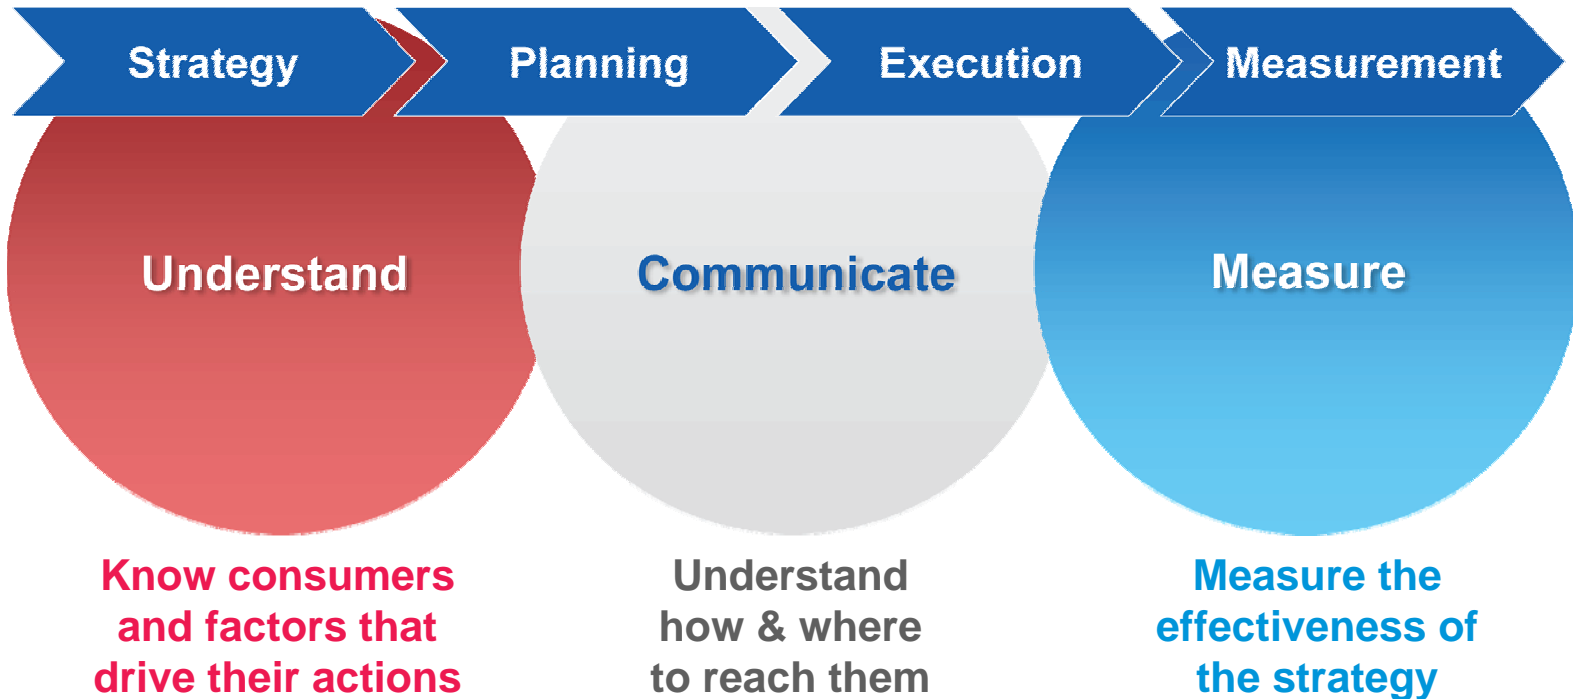 Strategy
Planning
Execution
Measurement
Understand
Communicate
Measure
Know consumers
and factors that
drive their actions
Understand
how & where
to reach them
Measure the
effectiveness of
the strategy